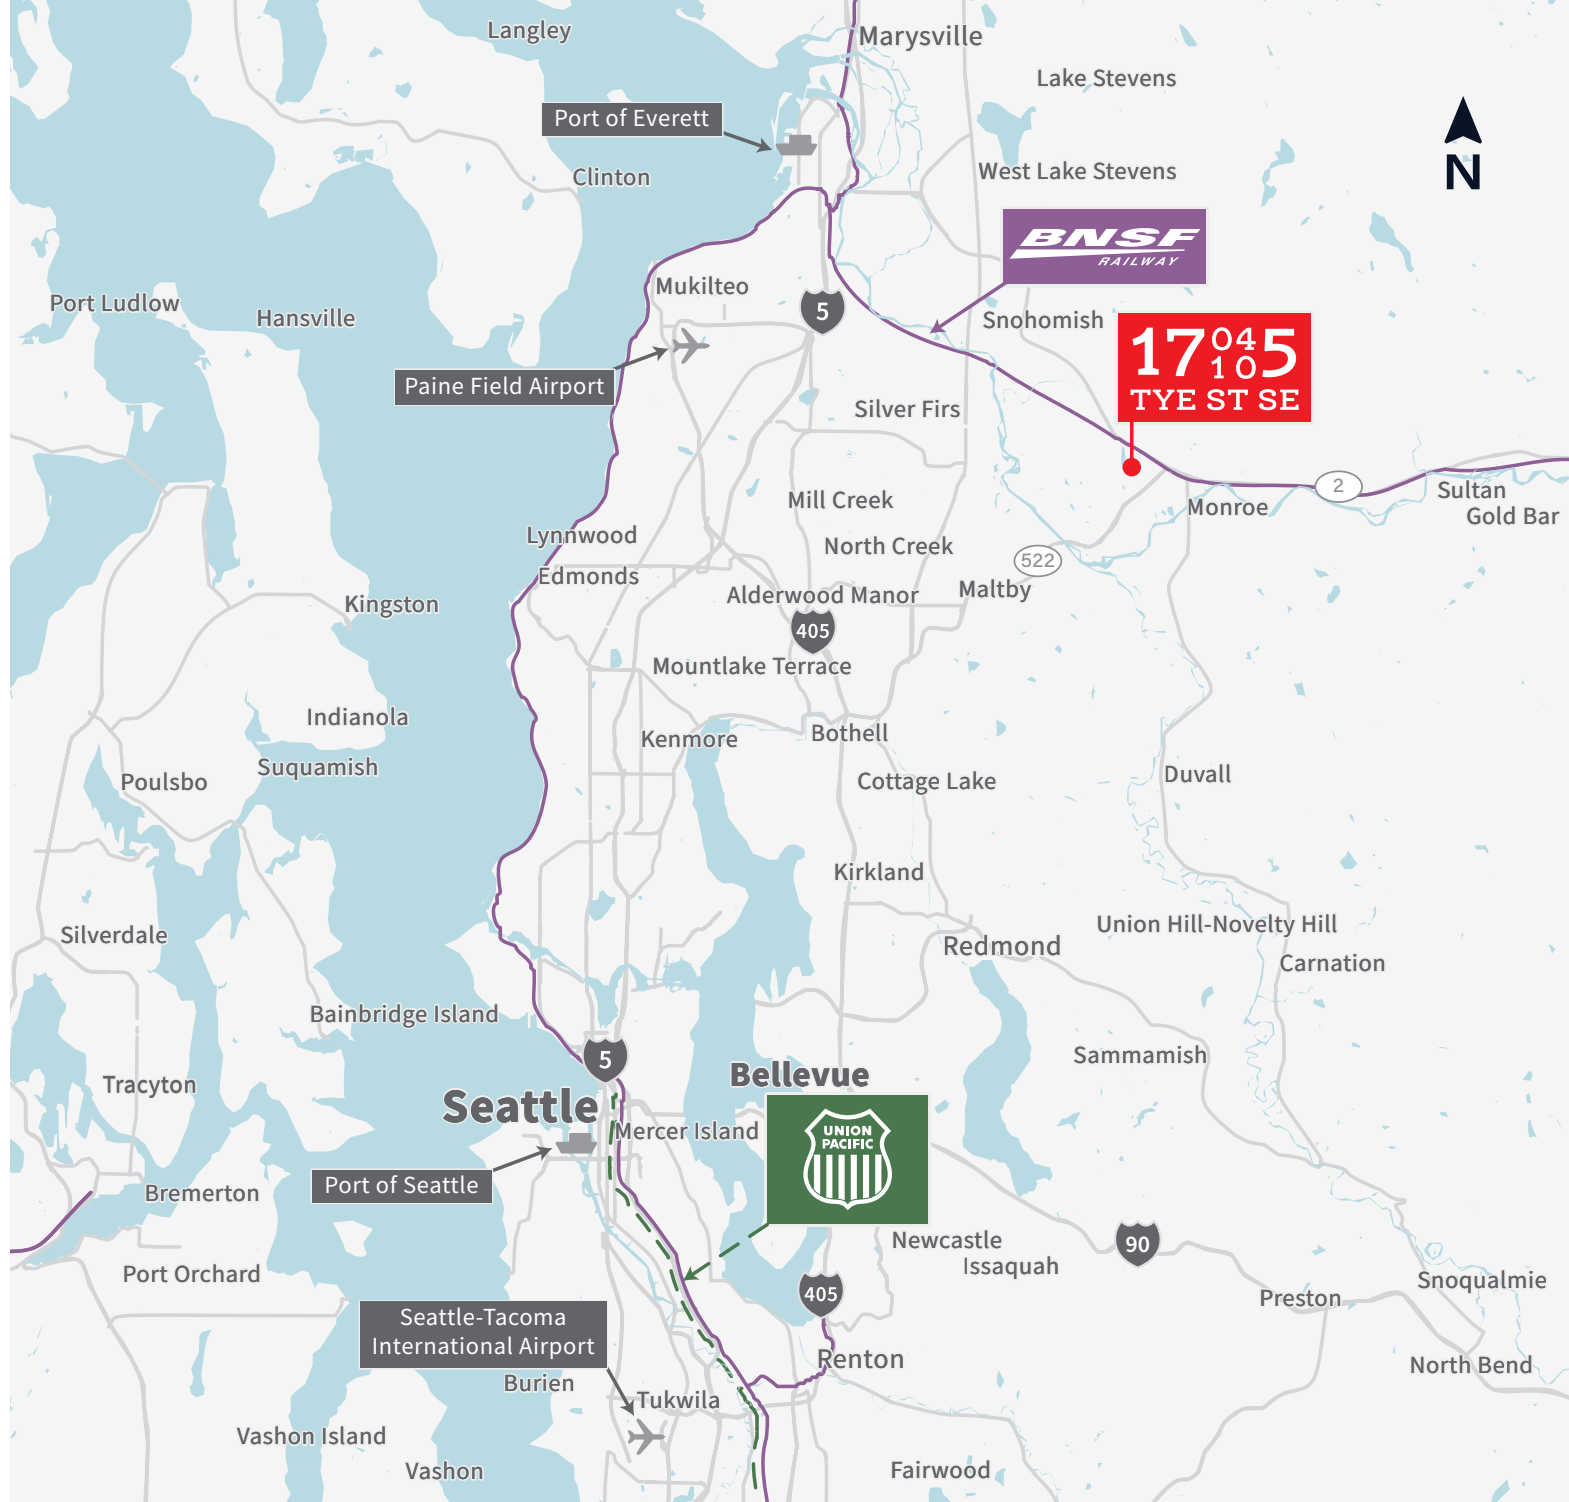 Langley
Marysville
Lake Stevens
Port of Everett
West Lake Stevens
Clinton
N
BNSF
RAILWAY
Mukilteo
Port Ludlow
Hansville
5
Snohomish
17 04 5
10
TYE ST SE
Paine Field Airport
Silver Firs
2
Sultan
Mill Creek
Monroe
Gold Bar
Lynnwood
North Creek
522
Edmonds
Maltby
Alderwood Manor
Kingston
405
Mountlake Terrace
Indianola
Kenmore
Bothell
Suquamish
Duvall
Poulsbo
Cottage Lake
Kirkland
Union Hill-Novelty Hill
Silverdale
Redmond
Carnation
Bainbridge Island
5
Sammamish
Bellevue
Tracyton
Seattle
Mercer Island
UNION
PACIFIC
Port of Seattle
Bremerton
Newcastle
90
Issaquah
Port Orchard
Snoqualmie
405
Preston
Seattle-Tacoma
International Airport
Renton
North Bend
Burien
Tukwila
Vashon Island
Vashon
Fairwood